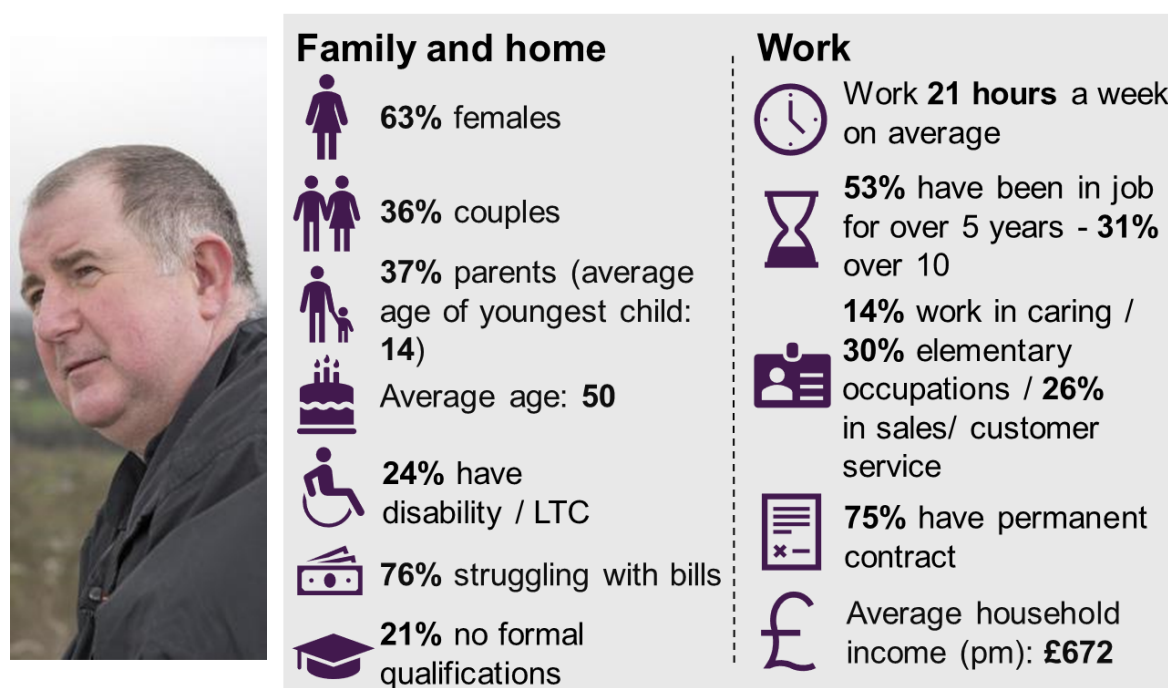 Family and home
63% females
36% couples
37% parents (average
age of youngest child:
14)
Average age: 50
24% have
disability / LTC
76% struggling with bills
21% no formal
qualifications
Work
Work 21 hours a week
on average
53% have been in job
for over 5 years - 31%
over 10
14% work in caring /
30% elementary
occupations / 26%
in sales/ customer
service
75% have permanent
contract
Average household
income (pm): £672